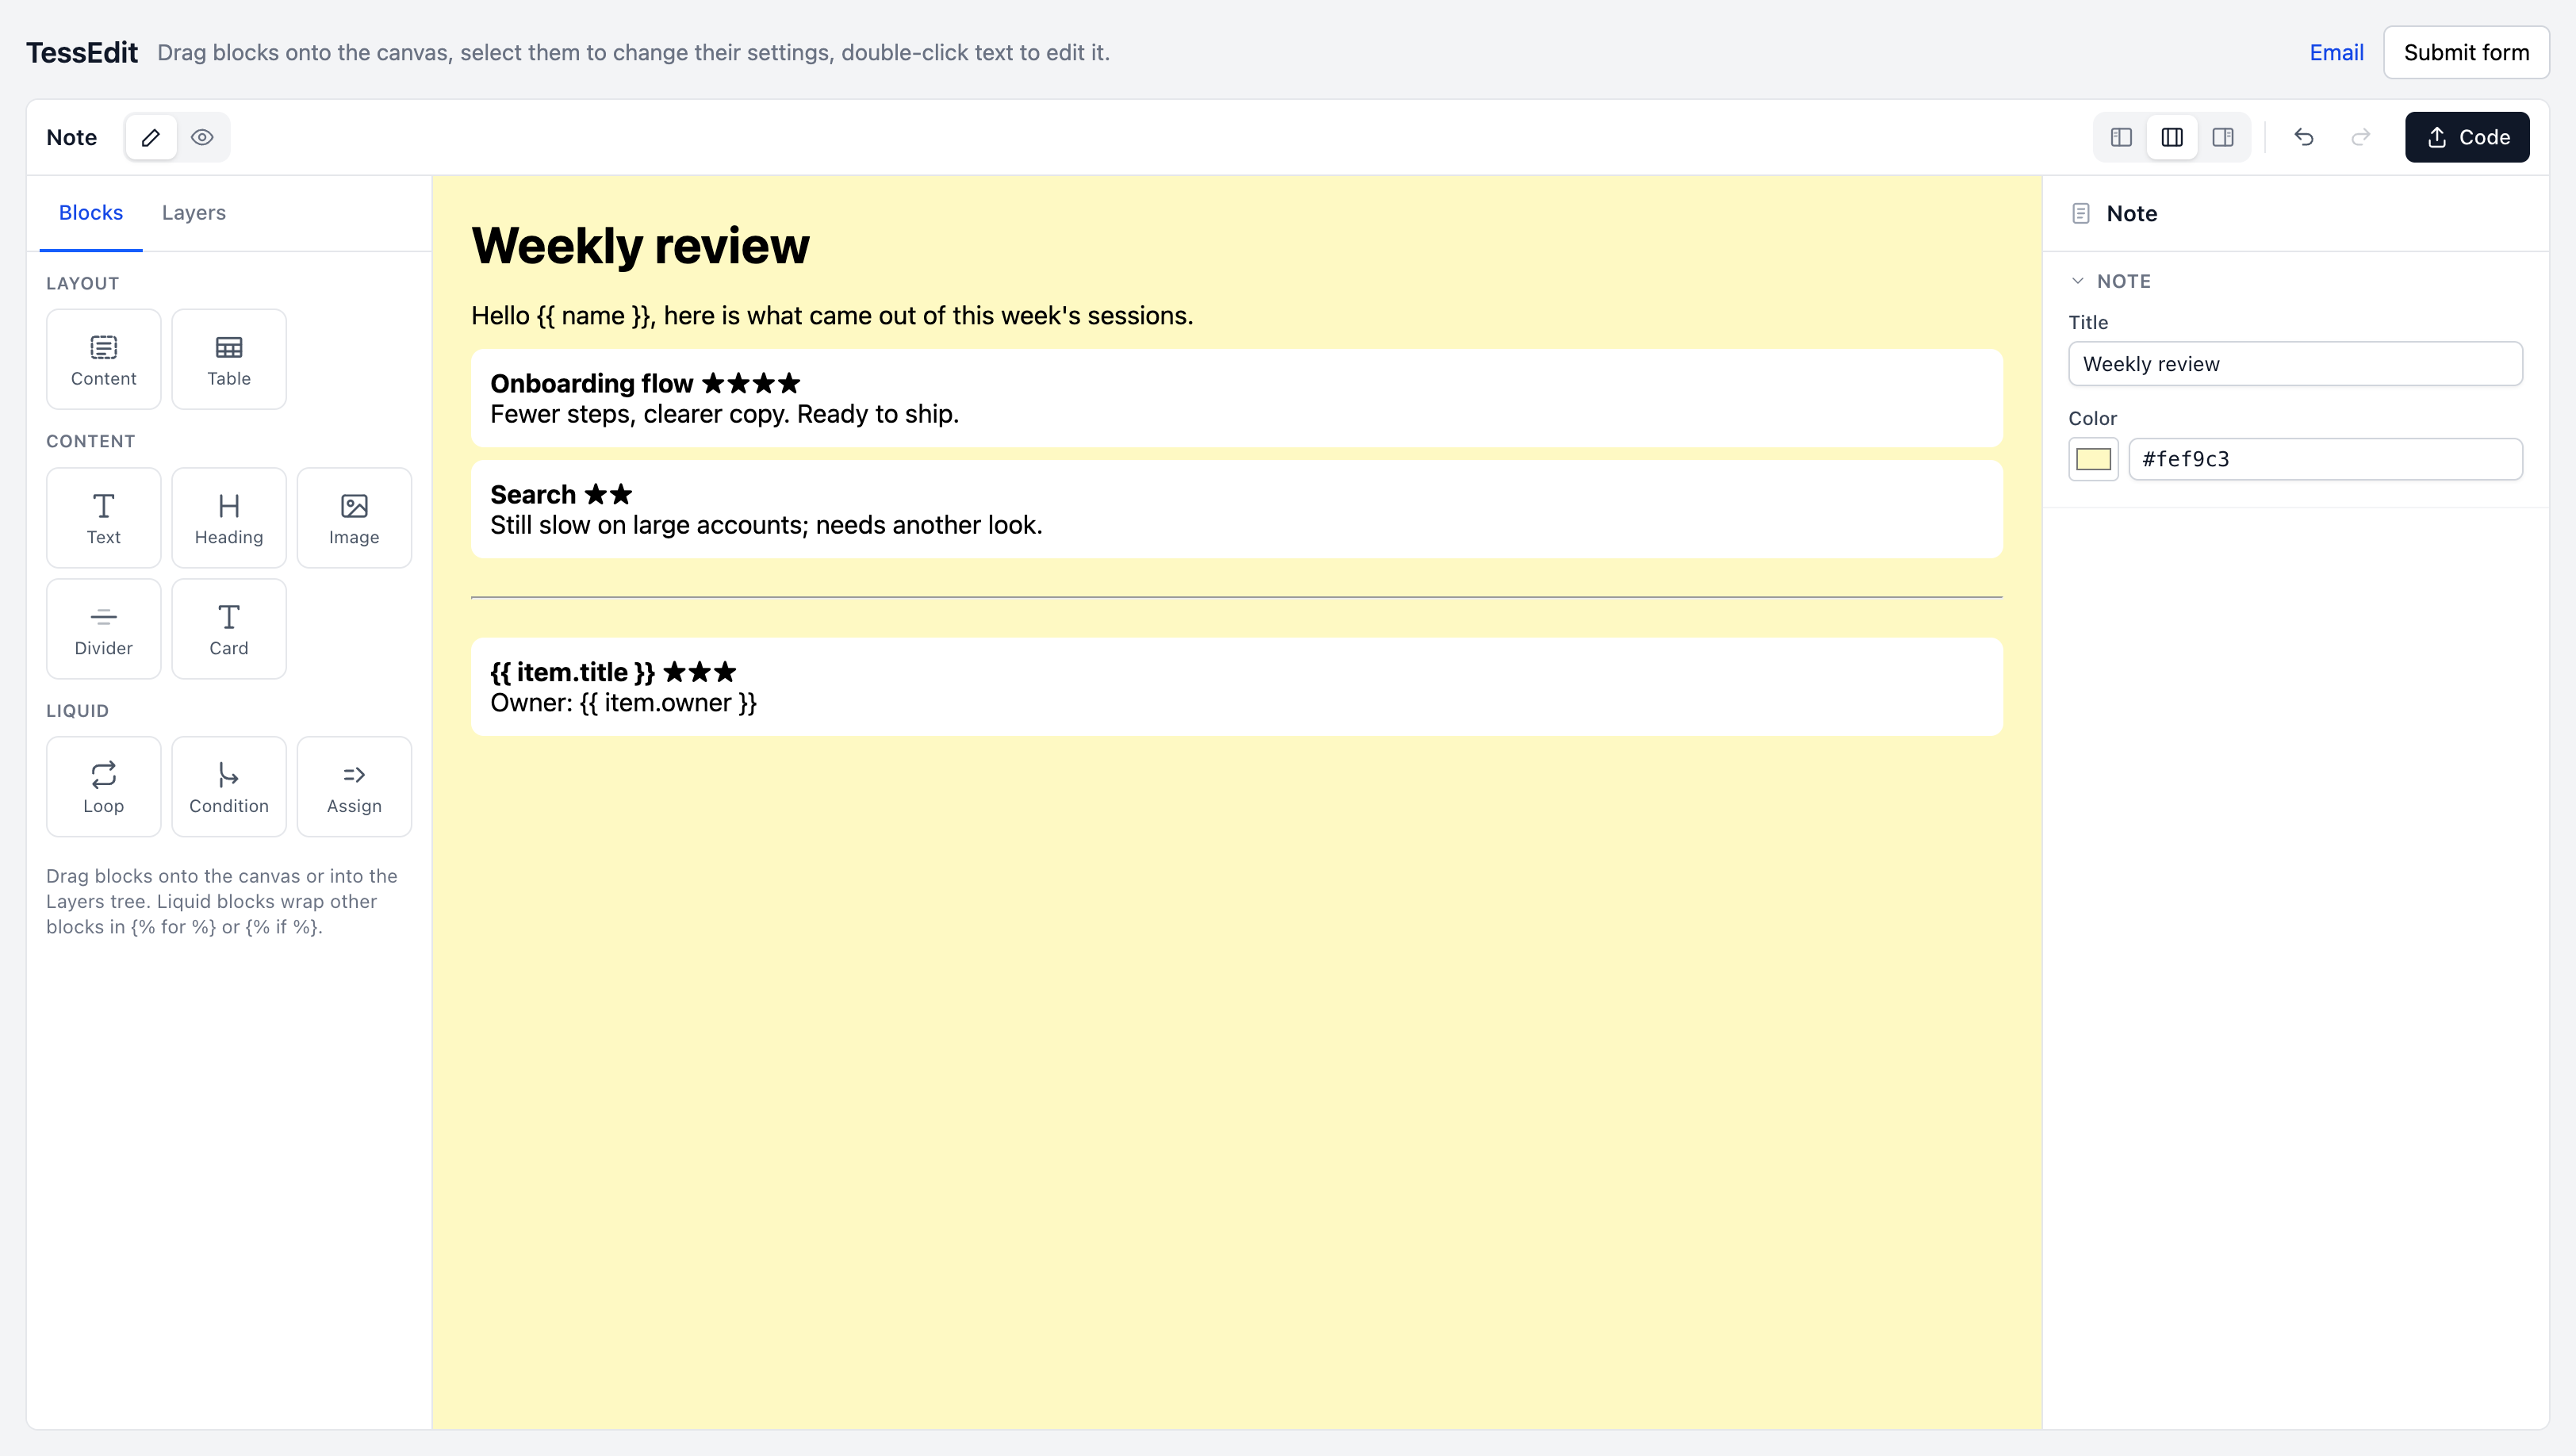 TessEdit Drag blocks onto the canvas, select them to change their settings, double-click text to edit it. Email Submit form
Note Code
Blocks Layers
LAYOUT
Content Table
CONTENT
Text Heading Image
Divider Card
LIQUID
Loop Condition Assign
Drag blocks onto the canvas or into the
Layers tree. Liquid blocks wrap other
blocks in {% for %} or {% if %}.
Weekly review
Hello {{ name }}, here is what came out of this week's sessions.
Onboarding flow ★★★★
Fewer steps, clearer copy. Ready to ship.
Search ★★
Still slow on large accounts; needs another look.
{{ item.title }} ★★★
Owner: {{ item.owner }}
Note
NOTE
Title
Weekly review
Color
#fef9c3